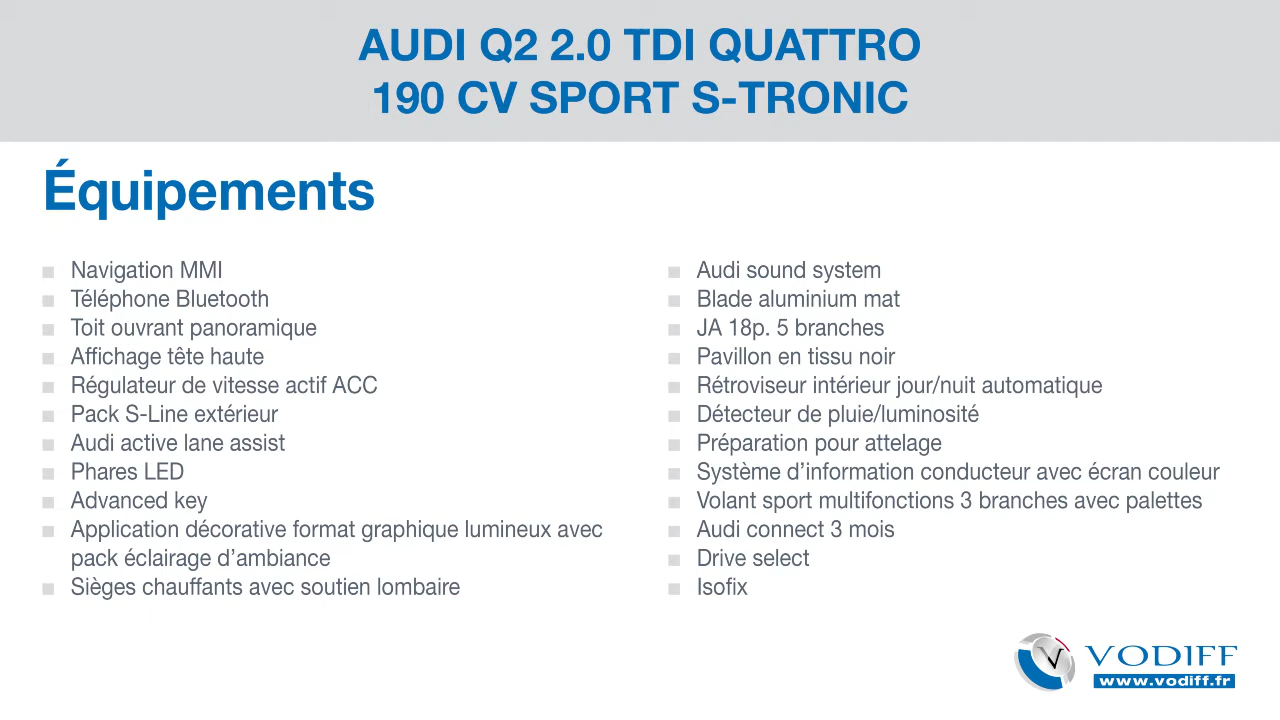 AUDI Q2 2.0 TDI QUATTRO
190 CV SPORT S-TRONIC
Équipements
Navigation MMI
Téléphone Bluetooth
Toit ouvrant panoramique
Affichage tête haute
Régulateur de vitesse actif ACC
Pack S-Line extérieur
Audi active lane assist
Phares LED
Advanced key
Application décorative format graphique lumineux avec
pack éclairage d’ambiance
Sièges chauffants avec soutien lombaire
Audi sound system
Blade aluminium mat
JA 18p. 5 branches
Pavillon en tissu noir
Rétroviseur intérieur jour/nuit automatique
Détecteur de pluie/luminosité
Préparation pour attelage
Système d’information conducteur avec écran couleur
Volant sport multifonctions 3 branches avec palettes
Audi connect 3 mois
Drive select
Isofix
V
VODIFF
www.vodiff.fr